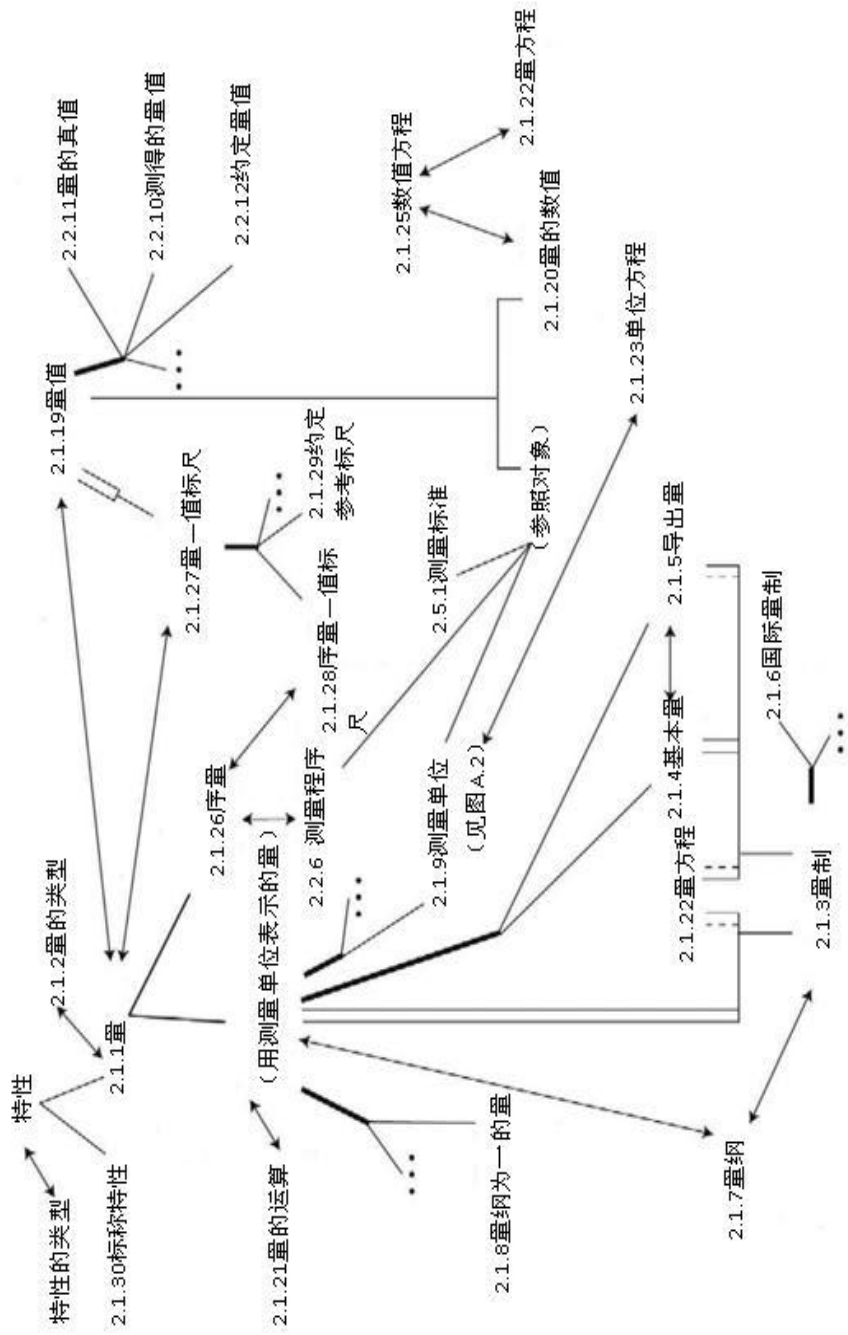 特性的类型
特性
2.1.30标称特性
2.1.1量
2.1.2量的类型
2.1.19量值
2.2.11量的真值
2.2.10测得的量值
2.2.12约定量值
2.1.27量一值标尺
2.1.26序量
2.1.28序量一值标
尺
2.1.29约定
参考标尺
2.1.21量的运算
（用测量单位表示的量）
2.2.6 测量程序
2.5.1测量标准
2.1.25数值方程
2.1.9测量单位
（见图A.2）
（参照对象）
2.1.20量的数值
2.1.22量方程
2.1.8量纲为一的量
2.1.23单位方程
2.1.22量方程
2.1.4基本量
2.1.5导出量
2.1.7量纲
2.1.3量制
2.1.6国际量制